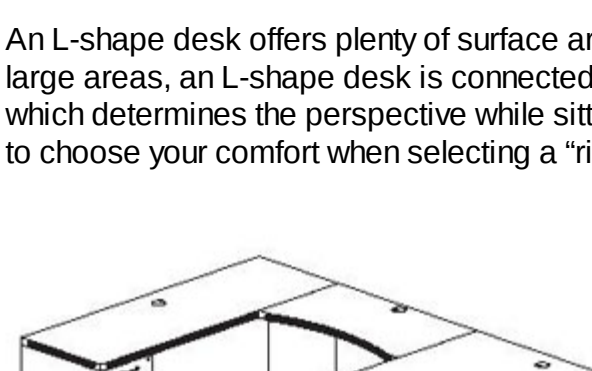 An L-shape desk offers plenty of surface
large areas, an L-shape desk is connected
which determines the perspective while
to choose your comfort when selecting a